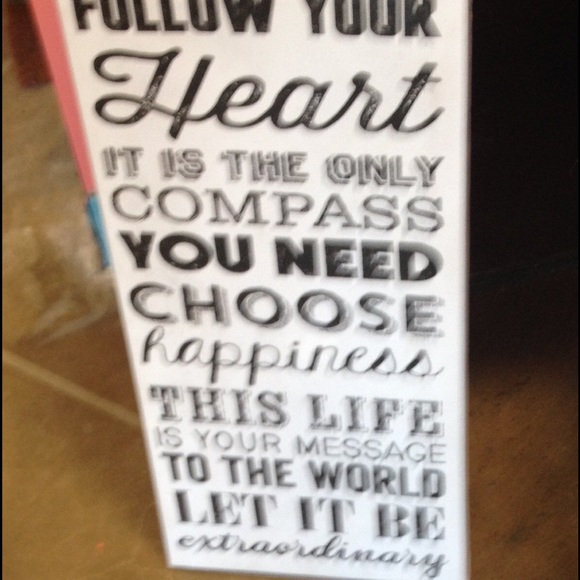 FOLLOW YOUR
Heart
IT IS THE ONLY
COMPASS
YOU NEED
CHOOSE
happiness
THIS LIFE
IS YOUR MESSAGE
TO THE WORLD
LET IT BE
extraordinary